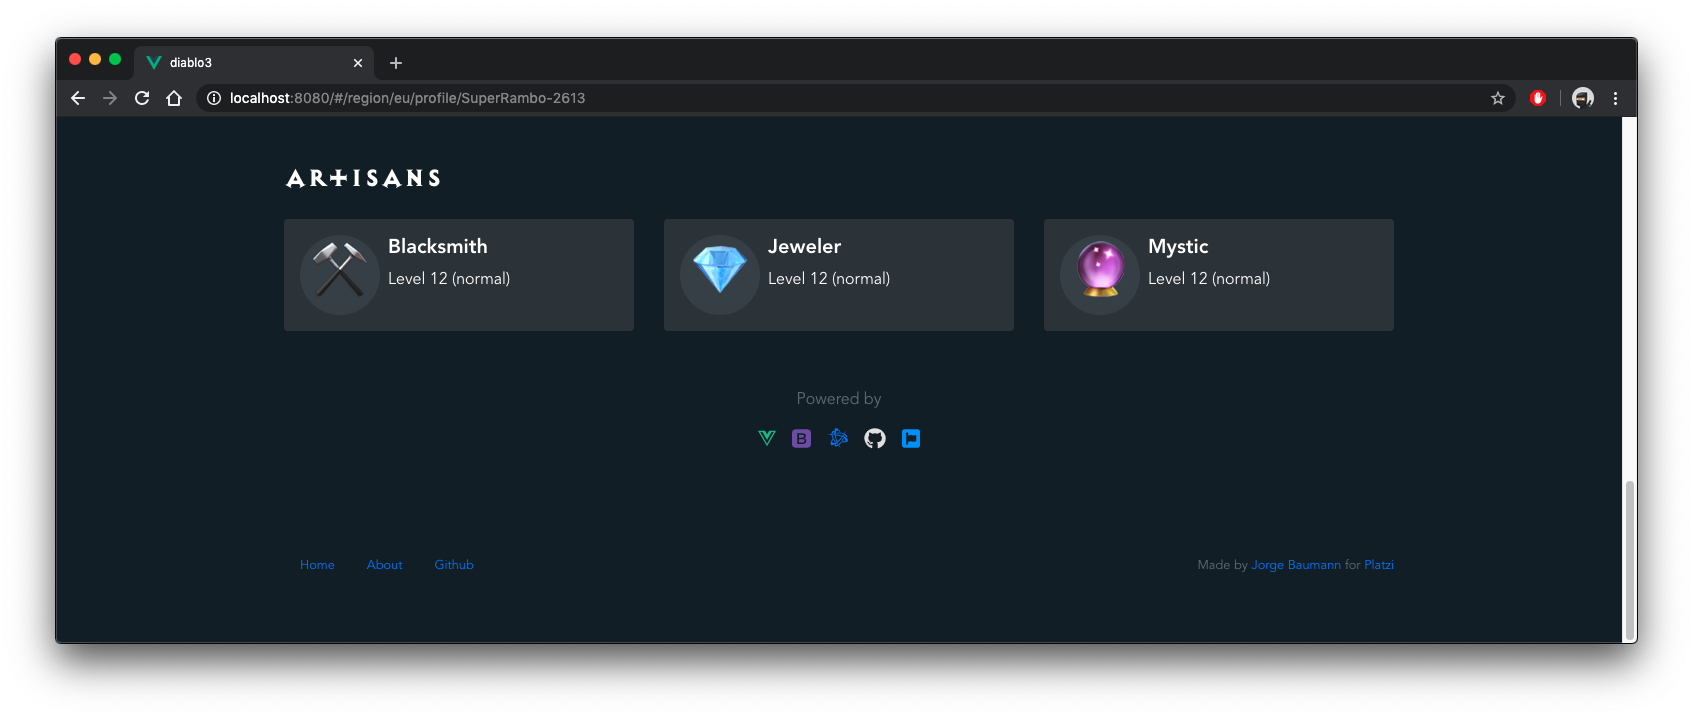 diablo3
localhost:8080/#/region/eu/profile/SuperRambo-2613
ARTISANS
Blacksmith
Level 12 (normal)
Jeweler
Level 12 (normal)
Mystic
Level 12 (normal)
Powered by
B
Home About Github
Made by Jorge Baumann for Platzi